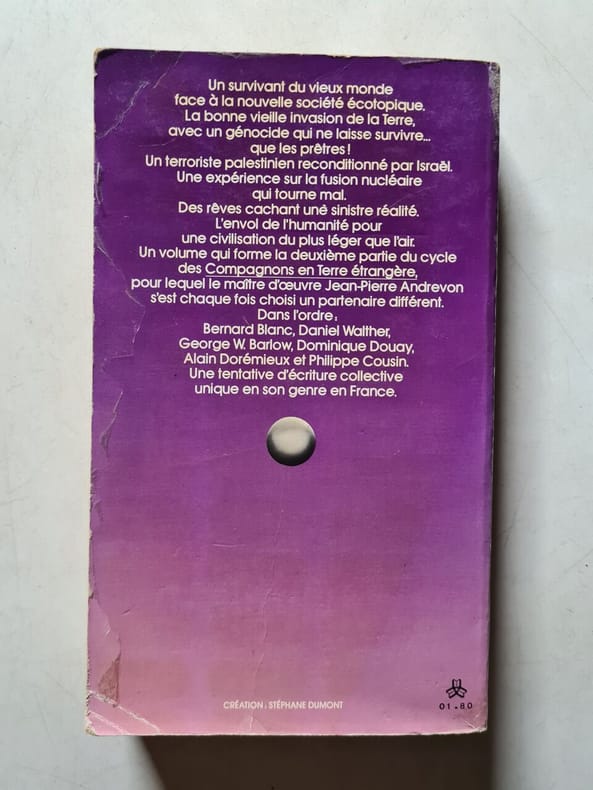 Un survivant du vieux monde
face à la nouvelle société écotopique.
La bonne vieille invasion de la Terre,
avec un génocide qui ne laisse survivre...
que les prêtres!
Un terroriste palestinien reconditionné par Israël.
Une expérience sur la fusion nucléaire
qui tourne mal.
Des rêves cachant une sinistre réalité.
L'envol de l'humanité pour
une civilisation du plus léger que l'air.
Un volume qui forme la deuxième partie du cycle
des Compagnons en Terre étrangère,
pour lequel le maître d'œuvre Jean-Pierre Andrevon
s'est chaque fois choisi un partenaire différent.
Dans l'ordre:
Bernard Blanc, Daniel Walther,
George W. Barlow, Dominique Douay,
Alain Dorémieux et Philippe Cousin.
Une tentative d'écriture collective
unique en son genre en France.
CRÉATION: STÉPHANE DUMONT
01.80